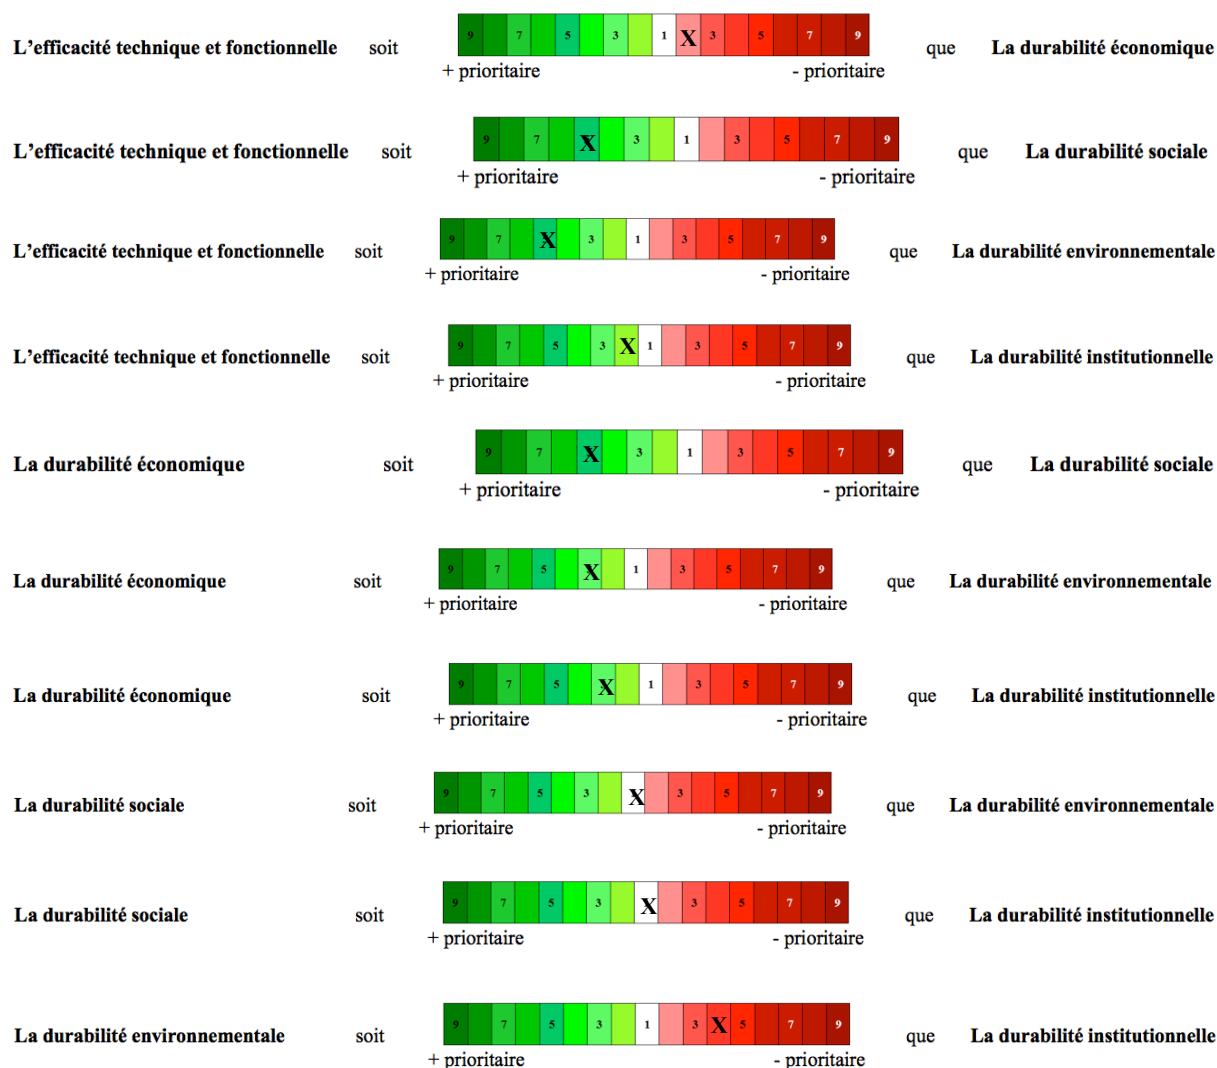 L'efficacité technique et fonctionnelle soit 9 7 5 3 1 X 3 5 7 9 que La durabilité économique
+ prioritaire - prioritaire
L'efficacité technique et fonctionnelle soit 9 7 X 3 1 3 5 7 9 que La durabilité sociale
+ prioritaire - prioritaire
L'efficacité technique et fonctionnelle soit 9 7 X 3 1 3 5 7 9 que La durabilité environnementale
+ prioritaire - prioritaire
L'efficacité technique et fonctionnelle soit 9 7 5 3 X 1 3 5 7 9 que La durabilité institutionnelle
+ prioritaire - prioritaire
La durabilité économique soit 9 7 X 3 1 3 5 7 9 que La durabilité sociale
+ prioritaire - prioritaire
La durabilité économique soit 9 7 5 X 1 3 5 7 9 que La durabilité environnementale
+ prioritaire - prioritaire
La durabilité économique soit 9 7 5 X 1 3 5 7 9 que La durabilité institutionnelle
+ prioritaire - prioritaire
La durabilité sociale soit 9 7 5 3 X 3 5 7 9 que La durabilité environnementale
+ prioritaire - prioritaire
La durabilité sociale soit 9 7 5 3 X 3 5 7 9 que La durabilité institutionnelle
+ prioritaire - prioritaire
La durabilité environnementale soit 9 7 5 3 1 3 X 5 7 9 que La durabilité institutionnelle
+ prioritaire - prioritaire